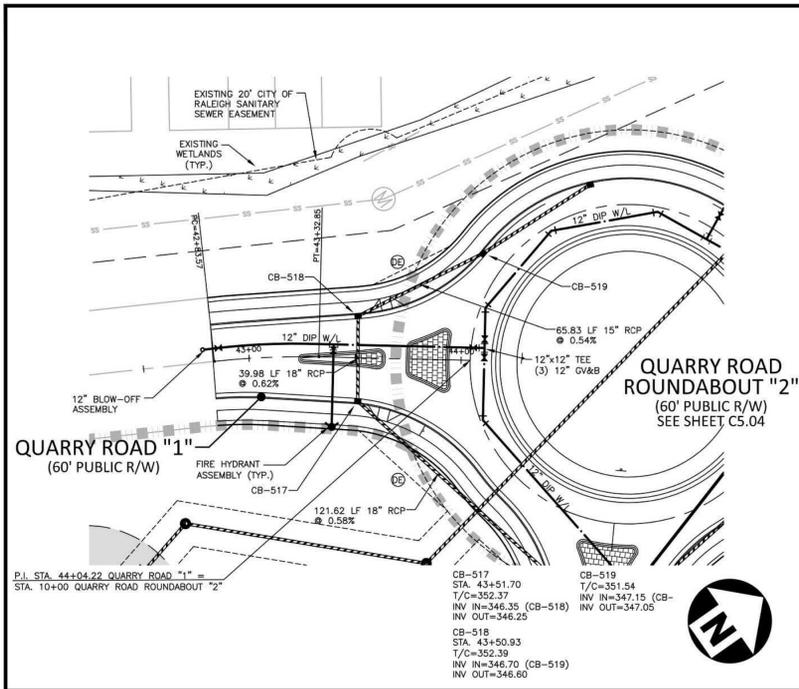 EXISTING 20' CITY OF
RALEIGH SANITARY
SEWER EASEMENT
EXISTING
WETLANDS
(TYP.)
SS
SS
SS
SS
PC=42+83.57
PT=43+32.85
DE
CB-518
12" DIP W/L
CB-519
12" DIP W/L
43+00
44+00
65.83 LF 15" RCP
@ 0.54%
39.98 LF 18" RCP
@ 0.62%
12"x12" TEE
(3) 12" GV&B
12" BLOW-OFF
ASSEMBLY
QUARRY ROAD
ROUNDABOUT "2"
(60' PUBLIC R/W)
SEE SHEET C5.04
QUARRY ROAD "1"
(60' PUBLIC R/W)
FIRE HYDRANT
ASSEMBLY (TYP.)
CB-517
DE
12" DIP W/L
121.62 LF 18" RCP
@ 0.58%
P.I. STA. 44+04.22 QUARRY ROAD "1" =
STA. 10+00 QUARRY ROAD ROUNDABOUT "2"
CB-517
STA. 43+51.70
T/C=352.37
INV IN=346.35 (CB-518)
INV OUT=346.25
CB-518
STA. 43+50.93
T/C=352.39
INV IN=346.70 (CB-519)
INV OUT=346.60
CB-519
T/C=351.54
INV IN=347.15 (CB-
INV OUT=347.05
N